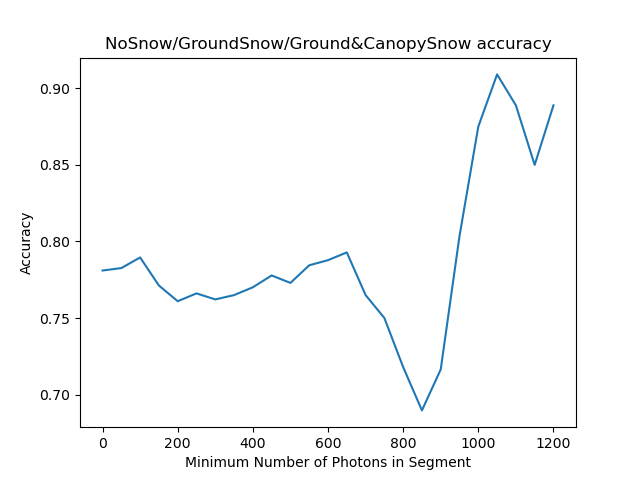 NoSnow/GroundSnow/Ground&CanopySnow accuracy
0.90
0.85
0.80
0.75
0.70
Accuracy
0 200 400 600 800 1000 1200
Minimum Number of Photons in Segment